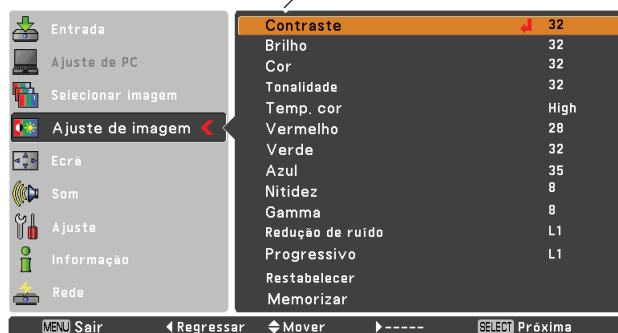 Entrada
Ajuste de PC
Selecionar imagem
Ajuste de imagem
Ecrã
Som
Ajuste
Informação
Rede
Contraste 32
Brilho 32
Cor 32
Tonalidade 32
Temp. cor High
Vermelho 28
Verde 32
Azul 35
Nitidez 8
Gamma 8
Redução de ruído L1
Progressivo L1
Restabelecer
Memorizar
MENU Sair Regressar Mover ----- SELECT Próxima